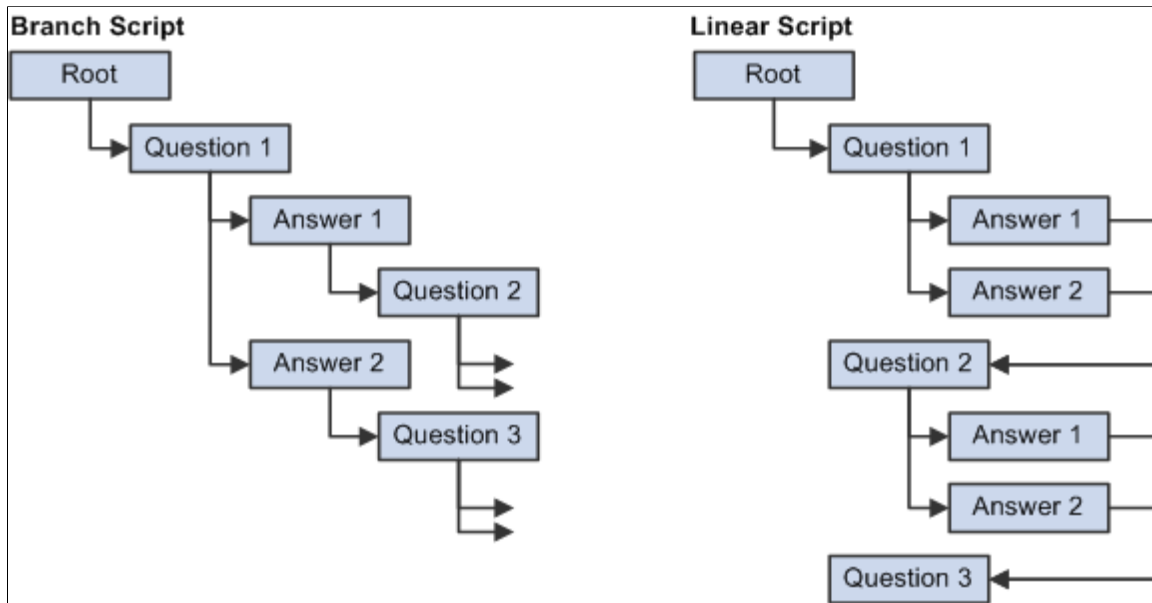 Branch Script
Root
Question 1
Answer 1
Question 2
Answer 2
Question 3
Linear Script
Root
Question 1
Answer 1
Answer 2
Question 2
Answer 1
Answer 2
Question 3